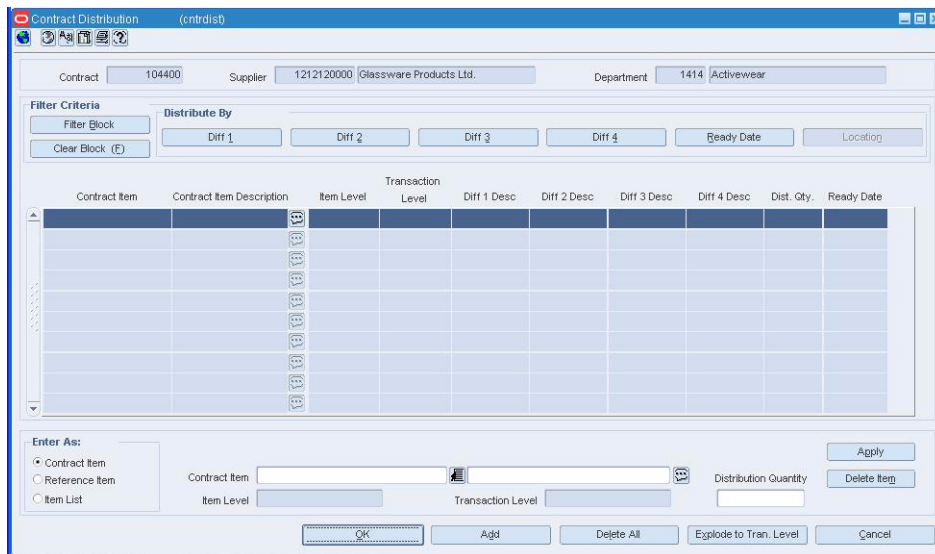 Contract Distribution (cntrdist)
Contract 104400 Supplier 1212120000 Glassware Products Ltd. Department 1414 Activewear
Filter Criteria
Filter Block
Clear Block (F)
Distribute By
Diff 1 Diff 2 Diff 3 Diff 4 Ready Date Location
Transaction
Contract Item Contract Item Description Item Level Level Diff 1 Desc Diff 2 Desc Diff 3 Desc Diff 4 Desc Dist. Qty. Ready Date
Enter As:
Contract Item
Reference Item
Item List
Contract Item
Item Level Transaction Level
Distribution Quantity
Apply
Delete Item
OK Add Delete All Explode to Tran. Level Cancel